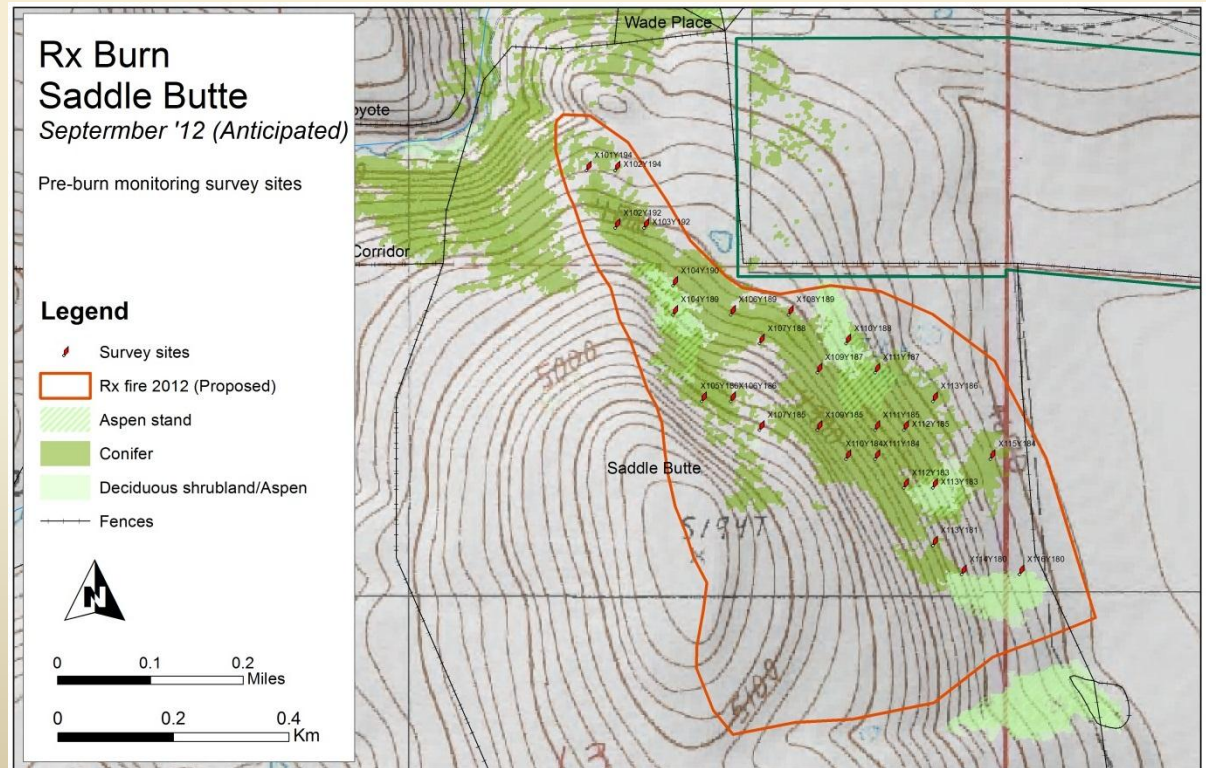 Rx Burn
Saddle Butte
Septermber '12 (Anticipated)
Pre-burn monitoring survey sites
Legend
Survey sites
Rx fire 2012 (Proposed)
Aspen stand
Conifer
Deciduous shrubland/Aspen
Fences
N
0 0.1 0.2
Miles
0 0.2 0.4
Km
Wade Place
oyote
X101Y194 X102Y194
X102Y192 X103Y192
Corridor
X104Y190
X104Y189 X106Y189 X108Y189
X107Y188 X110Y188
5000
X109Y187 X111Y187
X105Y186 X106Y186 X113Y186
X107Y185 X109Y185 X111Y185 X112Y185
X110Y184 X111Y184 X115Y184
Saddle Butte
X112Y183 X113Y183
5194T
X113Y181
X114Y180 X116Y180
5100
13